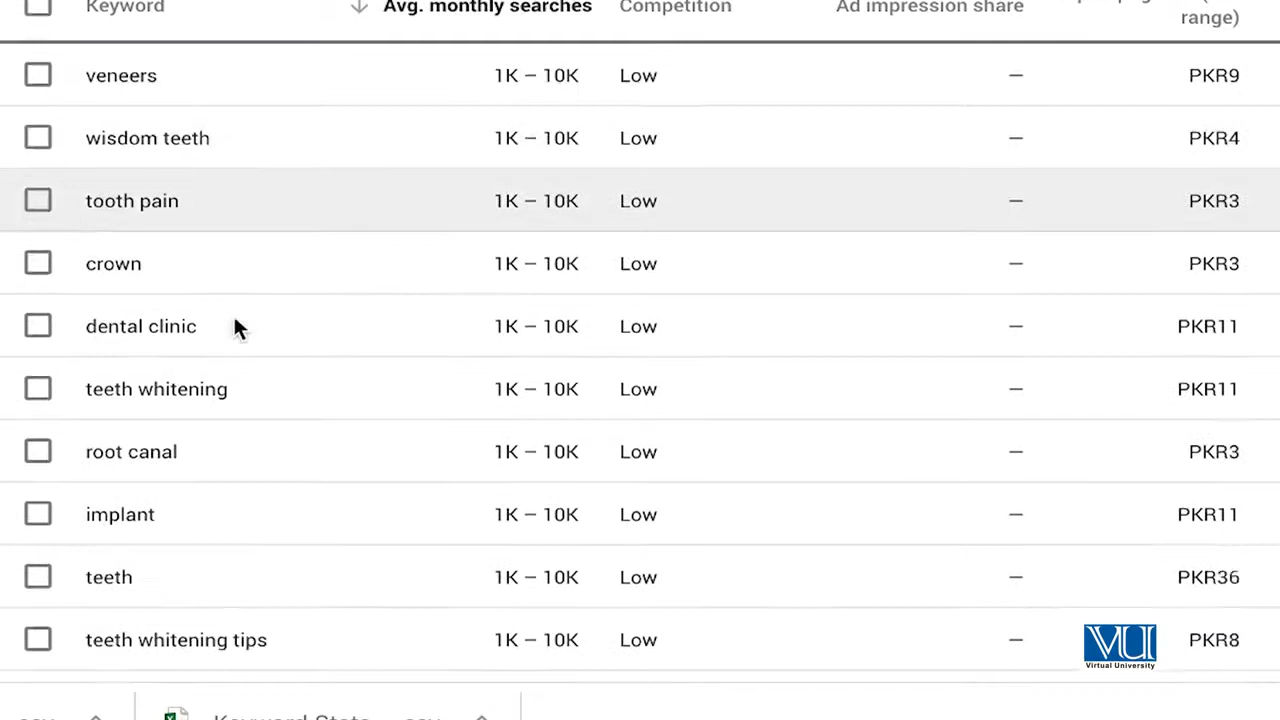 Keyword Avg. monthly searches Competition Ad impression share
range)
veneers 1K – 10K Low – PKR9
wisdom teeth 1K – 10K Low – PKR4
tooth pain 1K – 10K Low – PKR3
crown 1K – 10K Low – PKR3
dental clinic 1K – 10K Low – PKR11
teeth whitening 1K – 10K Low – PKR11
root canal 1K – 10K Low – PKR3
implant 1K – 10K Low – PKR11
teeth 1K – 10K Low – PKR36
teeth whitening tips 1K – 10K Low – PKR8
VU
Virtual University